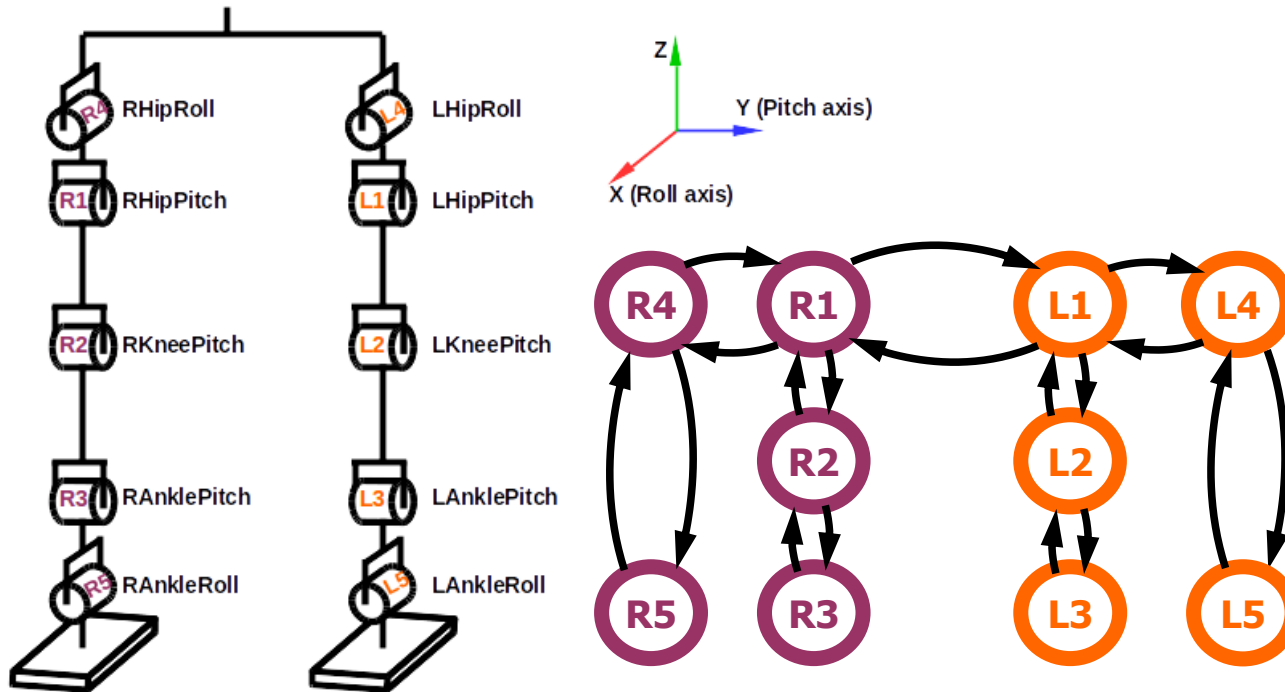 R4 RHipRoll
L4 LHipRoll
R1 RHipPitch
L1 LHipPitch
R2 RKneePitch
L2 LKneePitch
R3 RAnklePitch
L3 LAnklePitch
R5 RAnkleRoll
L5 LAnkleRoll
Z
Y (Pitch axis)
X (Roll axis)
R4 R1 L1 L4
R2 L2
R5 R3 L3 L5